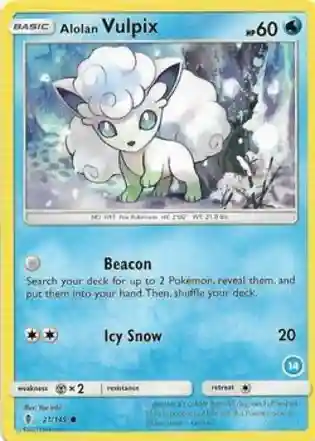 BASIC Alolan Vulpix HP60
NO. 037 Fox Pokémon HT: 2'00" WT: 21.8 lbs.
Beacon
Search your deck for up to 2 Pokémon, reveal them, and
put them into your hand. Then, shuffle your deck.
Icy Snow 20
14
weakness ×2 resistance retreat
21/145